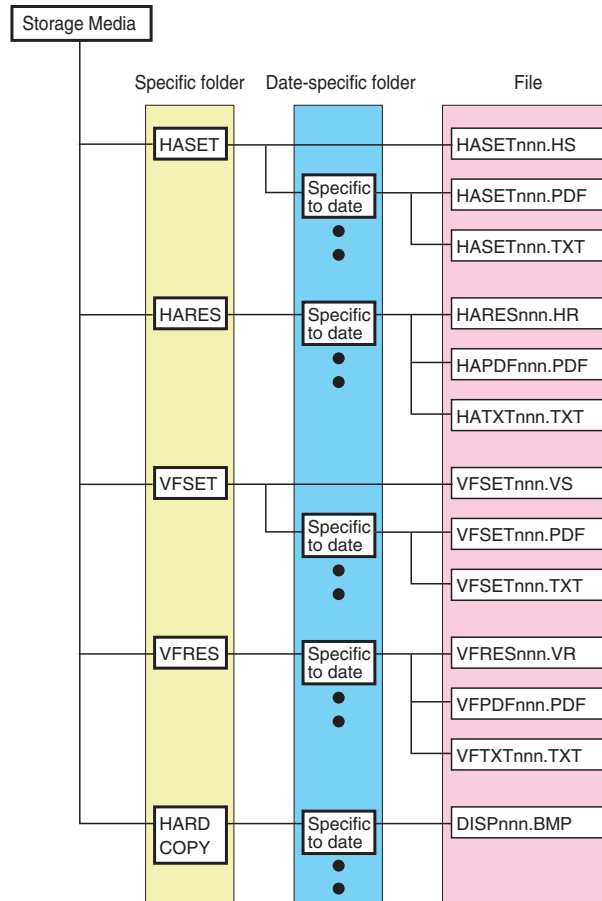 Storage Media
Specific folder
Date-specific folder
File
HASET
HASETnnn.HS
Specific
to date
HASETnnn.PDF
HASETnnn.TXT
HARES
Specific
to date
HARESnnn.HR
HAPDFnnn.PDF
HATXTnnn.TXT
VFSET
VFSETnnn.VS
Specific
to date
VFSETnnn.PDF
VFSETnnn.TXT
VFRES
Specific
to date
VFRESnnn.VR
VFPDFnnn.PDF
VFTXTnnn.TXT
HARD
COPY
Specific
to date
DISPnnn.BMP